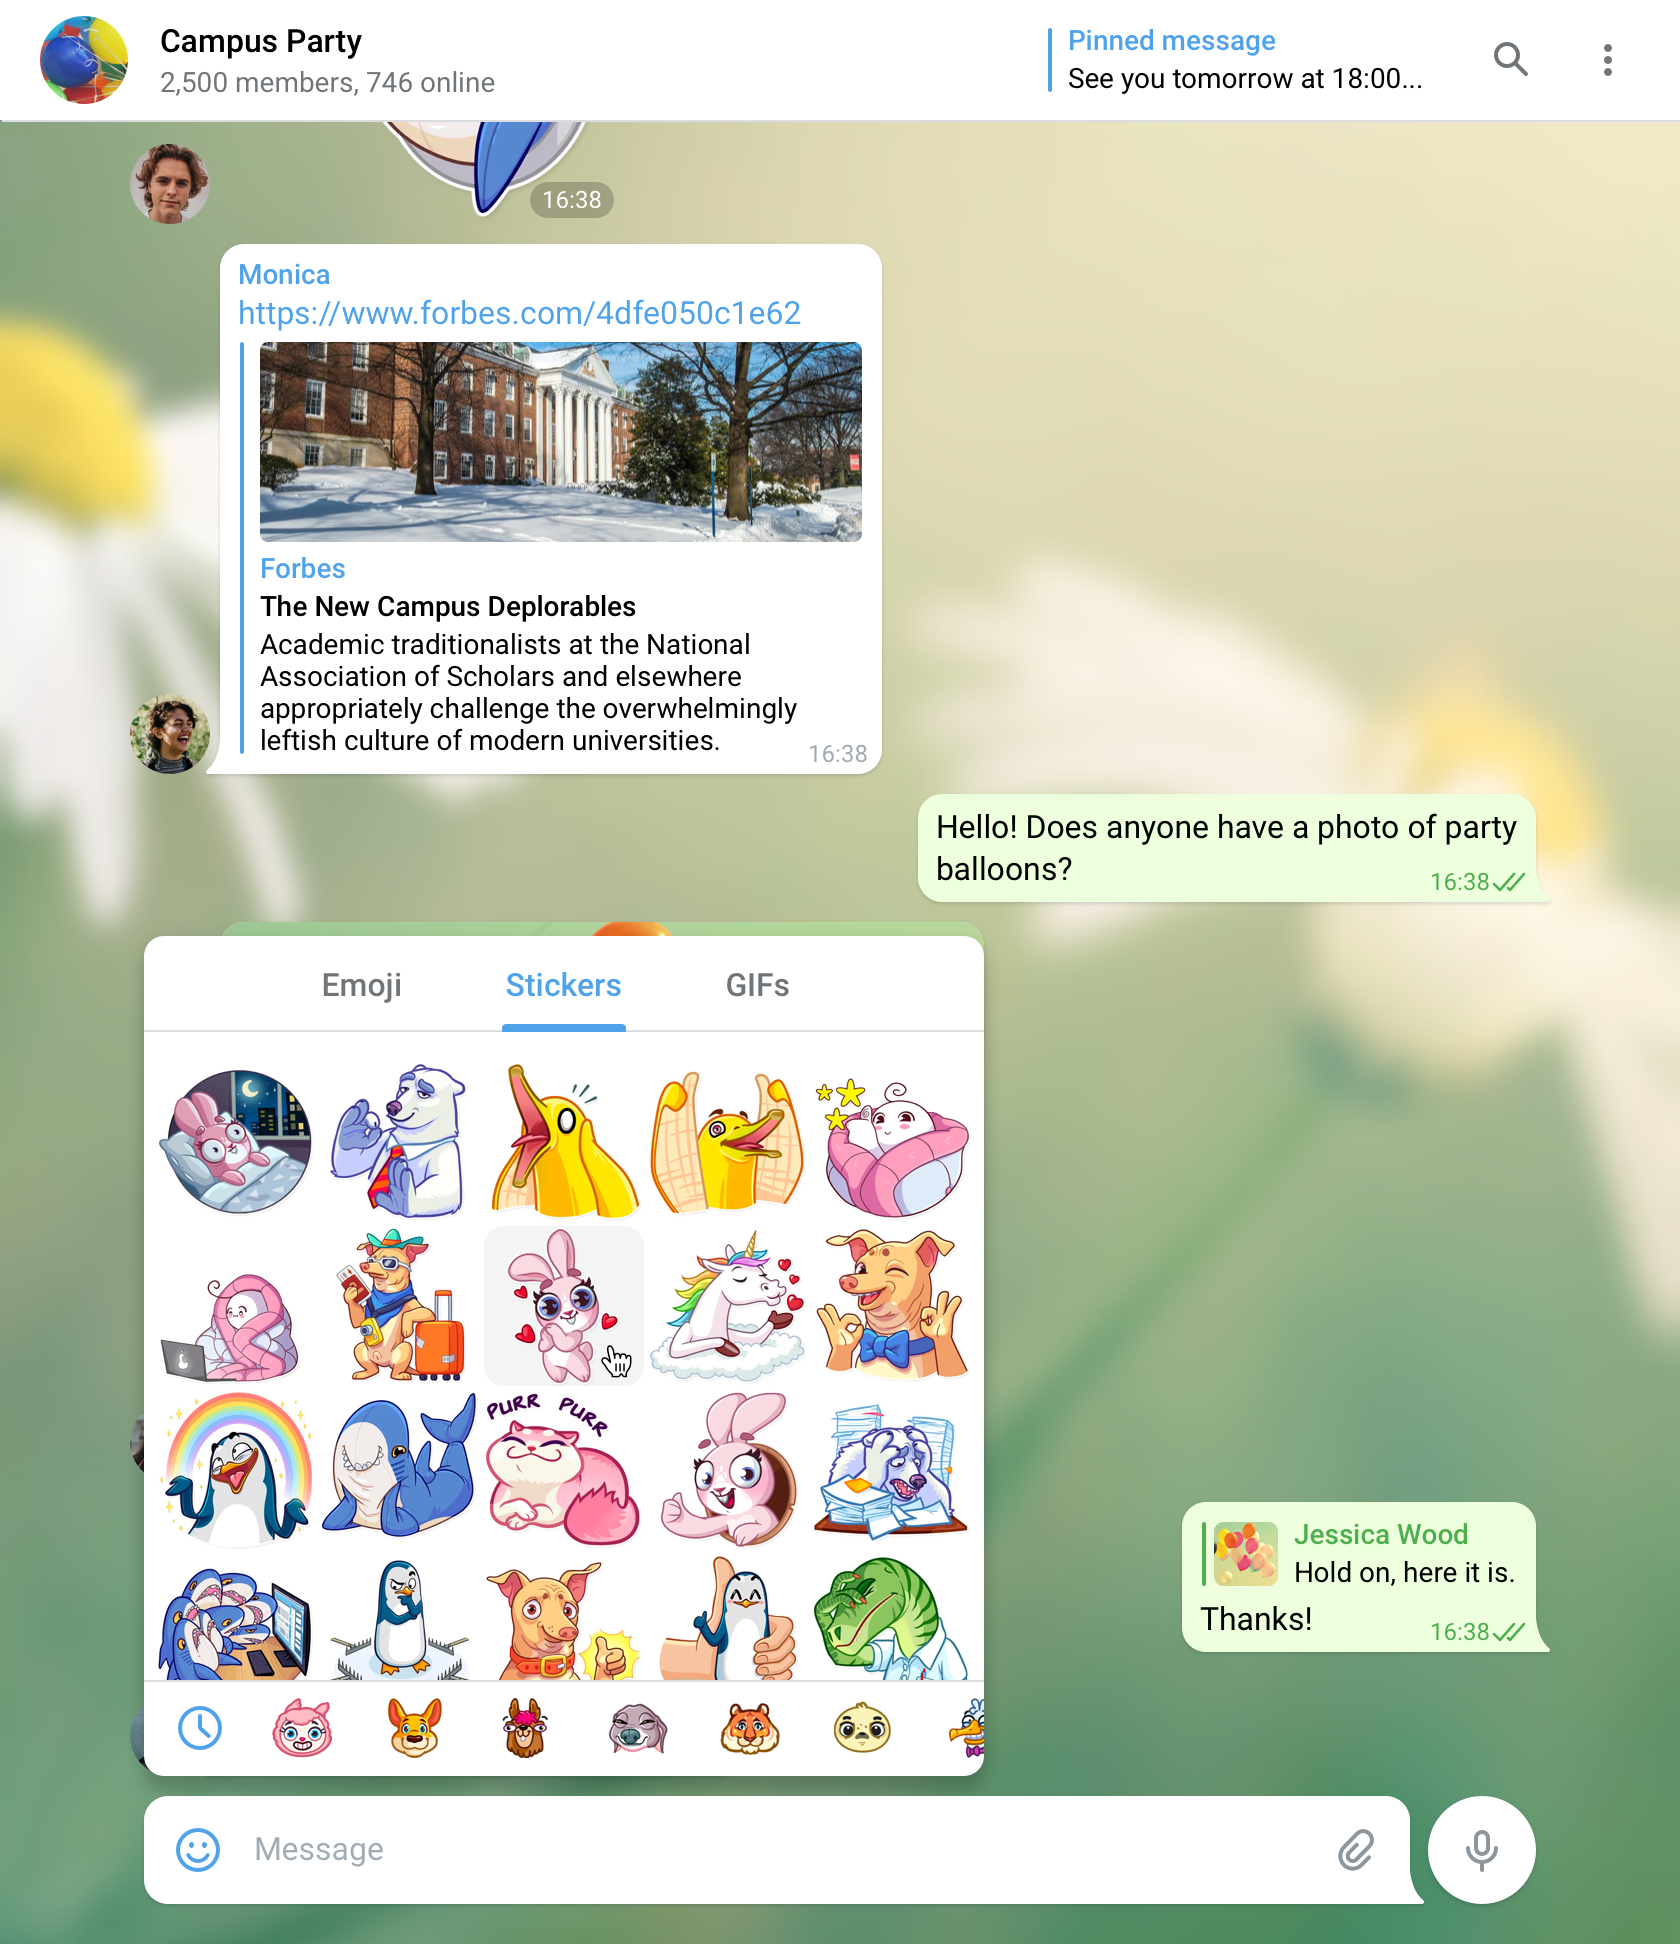 Campus Party
2,500 members, 746 online
Pinned message
See you tomorrow at 18:00...
16:38
Monica
https://www.forbes.com/4dfe050c1e62
Forbes
The New Campus Deplorables
Academic traditionalists at the National
Association of Scholars and elsewhere
appropriately challenge the overwhelmingly
leftish culture of modern universities.
16:38
Hello! Does anyone have a photo of party
balloons?
16:38
Emoji Stickers GIFs
PURR PURR
Jessica Wood
Hold on, here it is.
Thanks!
16:38
Message